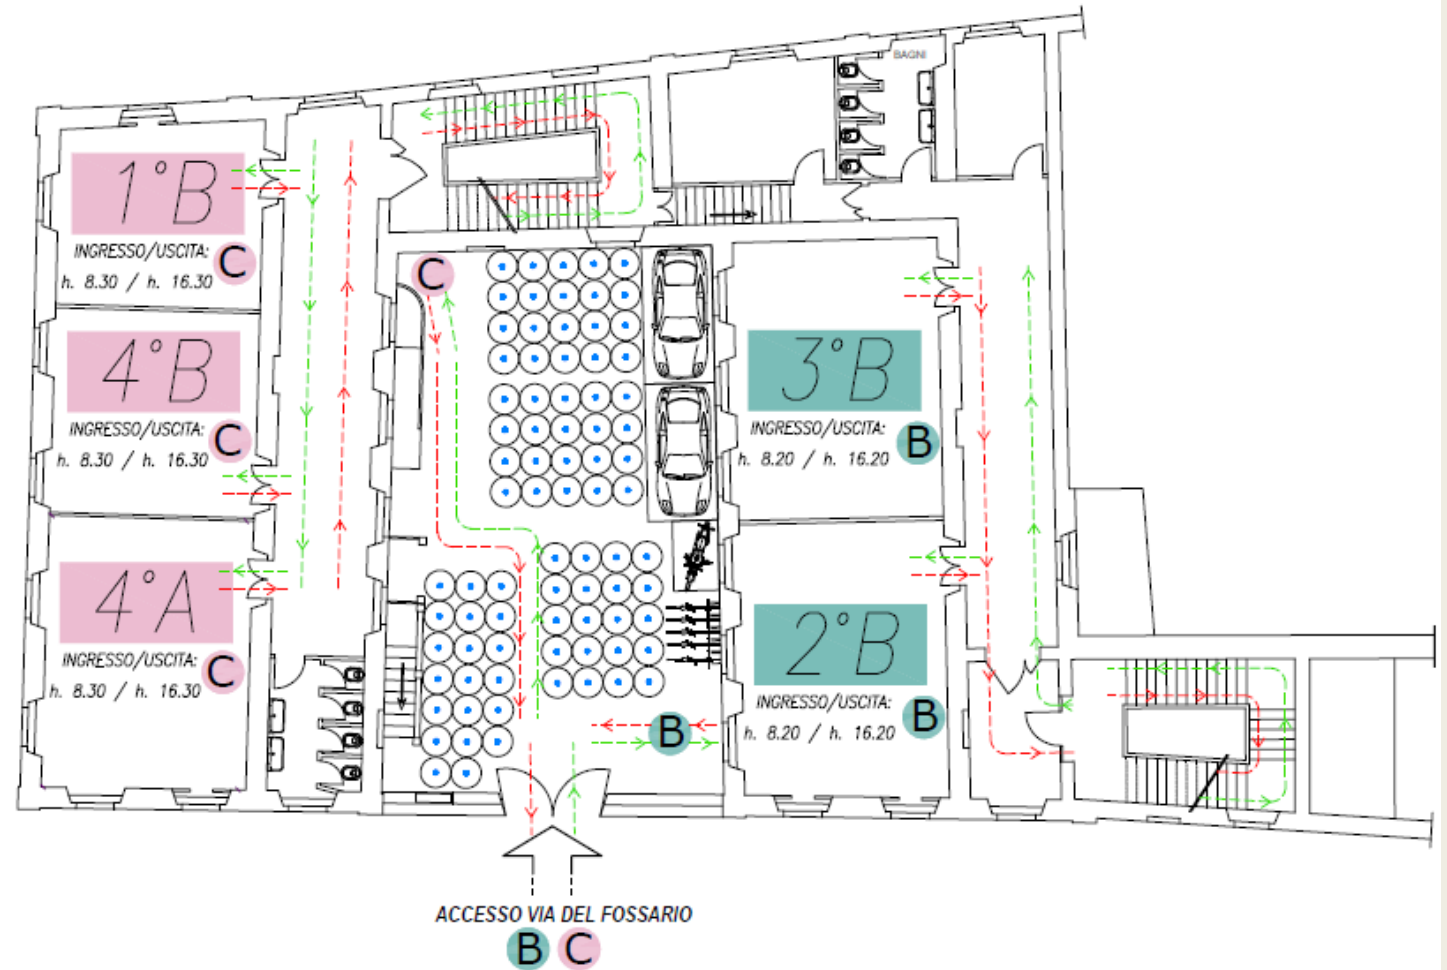 BAGNI
1°B
INGRESSO/USCITA:
h. 8.30 / h. 16.30
C
4°B
INGRESSO/USCITA:
h. 8.30 / h. 16.30
C
4°A
INGRESSO/USCITA:
h. 8.30 / h. 16.30
C
C
3°B
INGRESSO/USCITA:
h. 8.20 / h. 16.20
B
2°B
INGRESSO/USCITA:
h. 8.20 / h. 16.20
B
B
ACCESSO VIA DEL FOSSARIO
B C